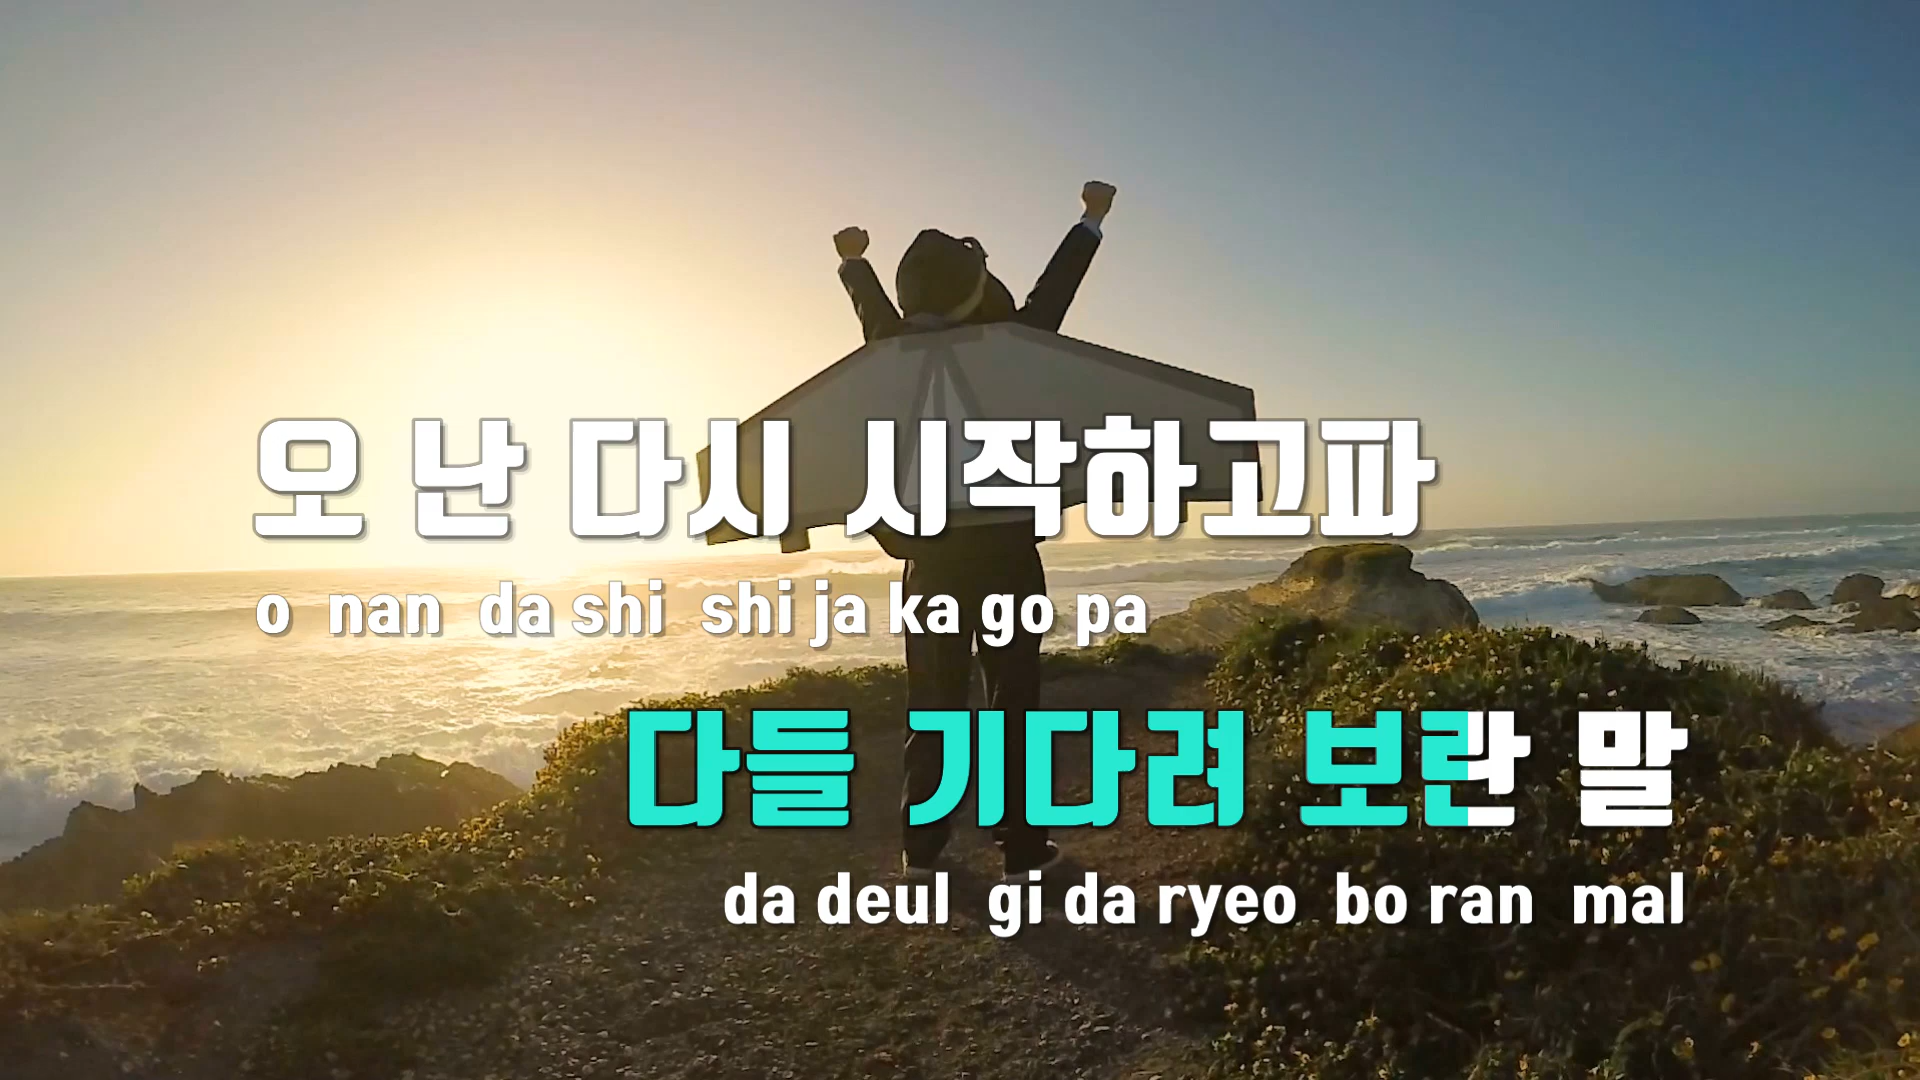 오 난 다시 시작하고파
o nan da shi shi ja ka go pa
다들 기다려 보란 말
da deul gi da ryeo bo ran mal